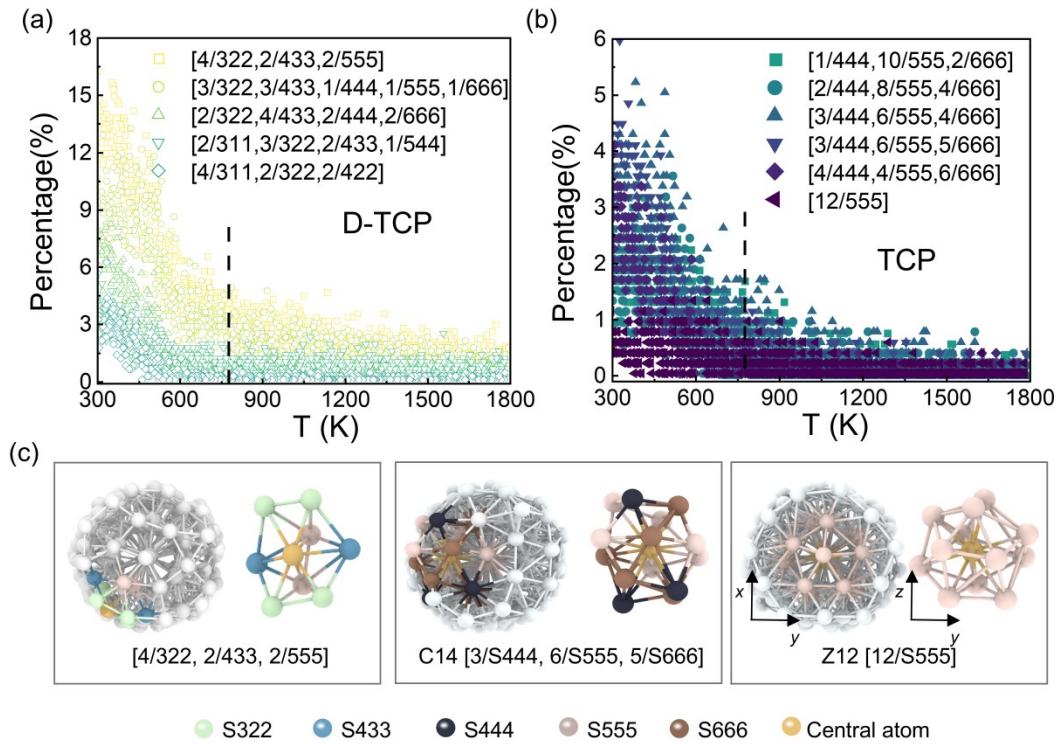 (a)
18
15
12
9
6
3
0
Percentage(%)
[4/322,2/433,2/555]
[3/322,3/433,1/444,1/555,1/666]
[2/322,4/433,2/444,2/666]
[2/311,3/322,2/433,1/544]
[4/311,2/322,2/422]
D-TCP
300 600 900 1200 1500 1800
T (K)
(b)
6
5
4
3
2
1
0
Percentage(%)
[1/444,10/555,2/666]
[2/444,8/555,4/666]
[3/444,6/555,4/666]
[3/444,6/555,5/666]
[4/444,4/555,6/666]
[12/555]
TCP
300 600 900 1200 1500 1800
T (K)
(c)
[4/322, 2/433, 2/555]
C14 [3/S444, 6/S555, 5/S666]
x
y
z
y
Z12 [12/S555]
S322 S433 S444 S555 S666 Central atom